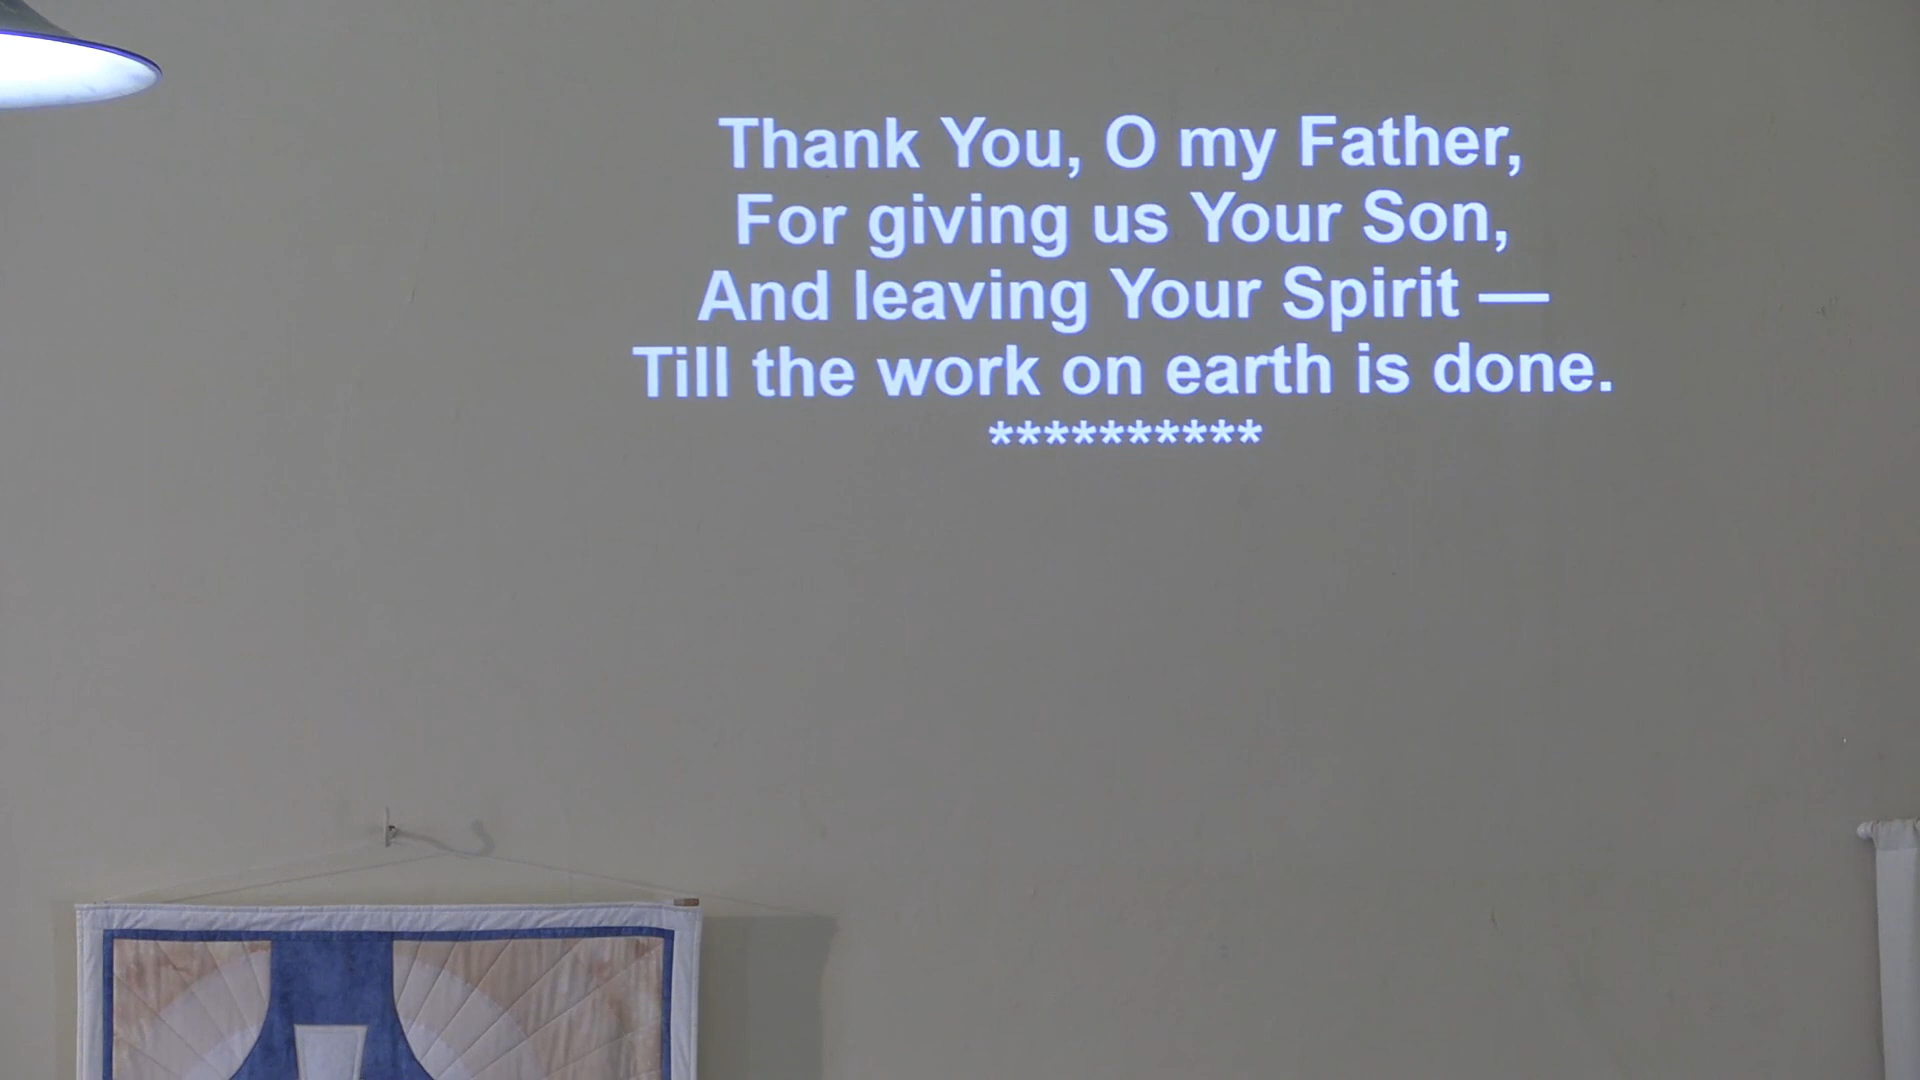 Thank You, O my Father,
For giving us Your Son,
And leaving Your Spirit —
Till the work on earth is done.
**********